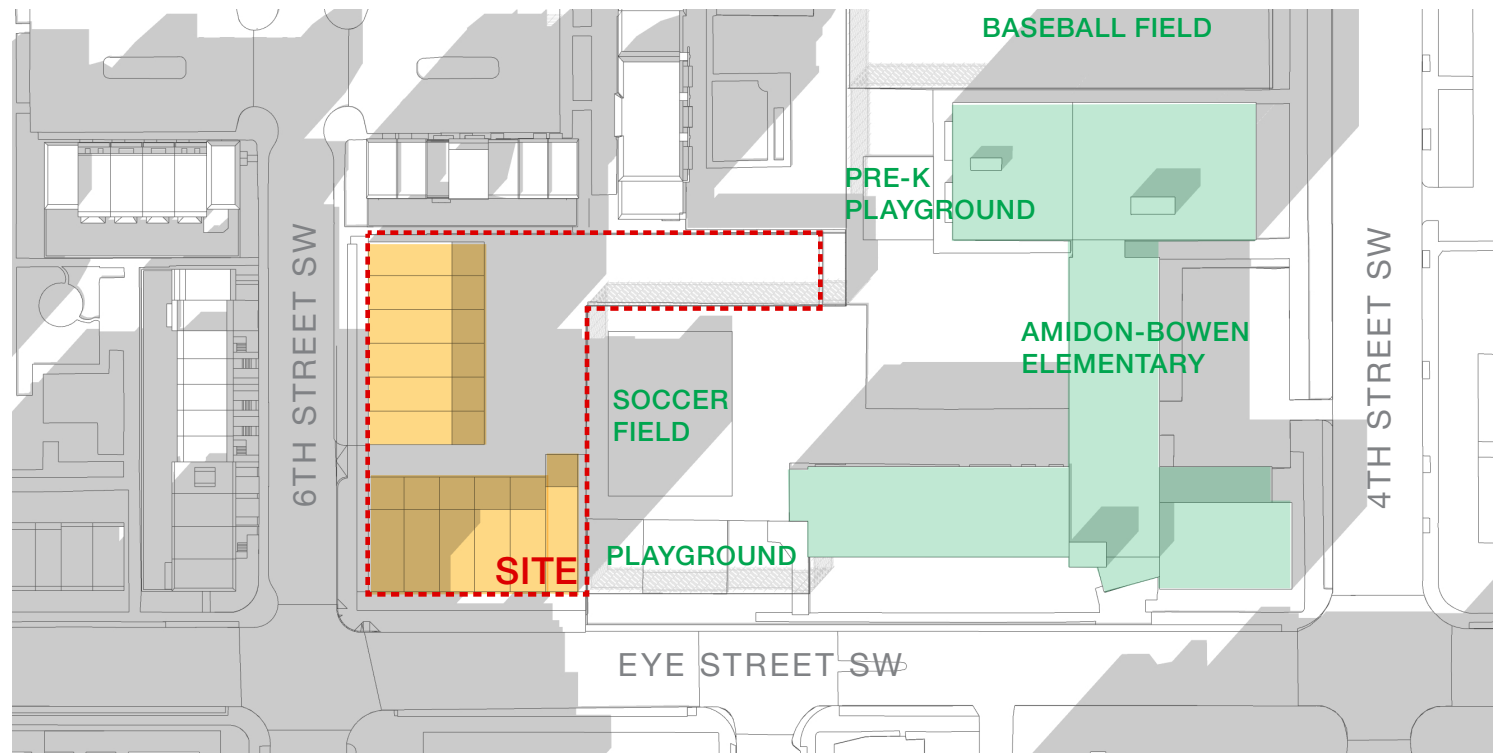 BASEBALL FIELD
PRE-K
PLAYGROUND
6TH STREET SW
4TH STREET SW
AMIDON-BOWEN
ELEMENTARY
SOCCER
FIELD
SITE
PLAYGROUND
EYE STREET SW